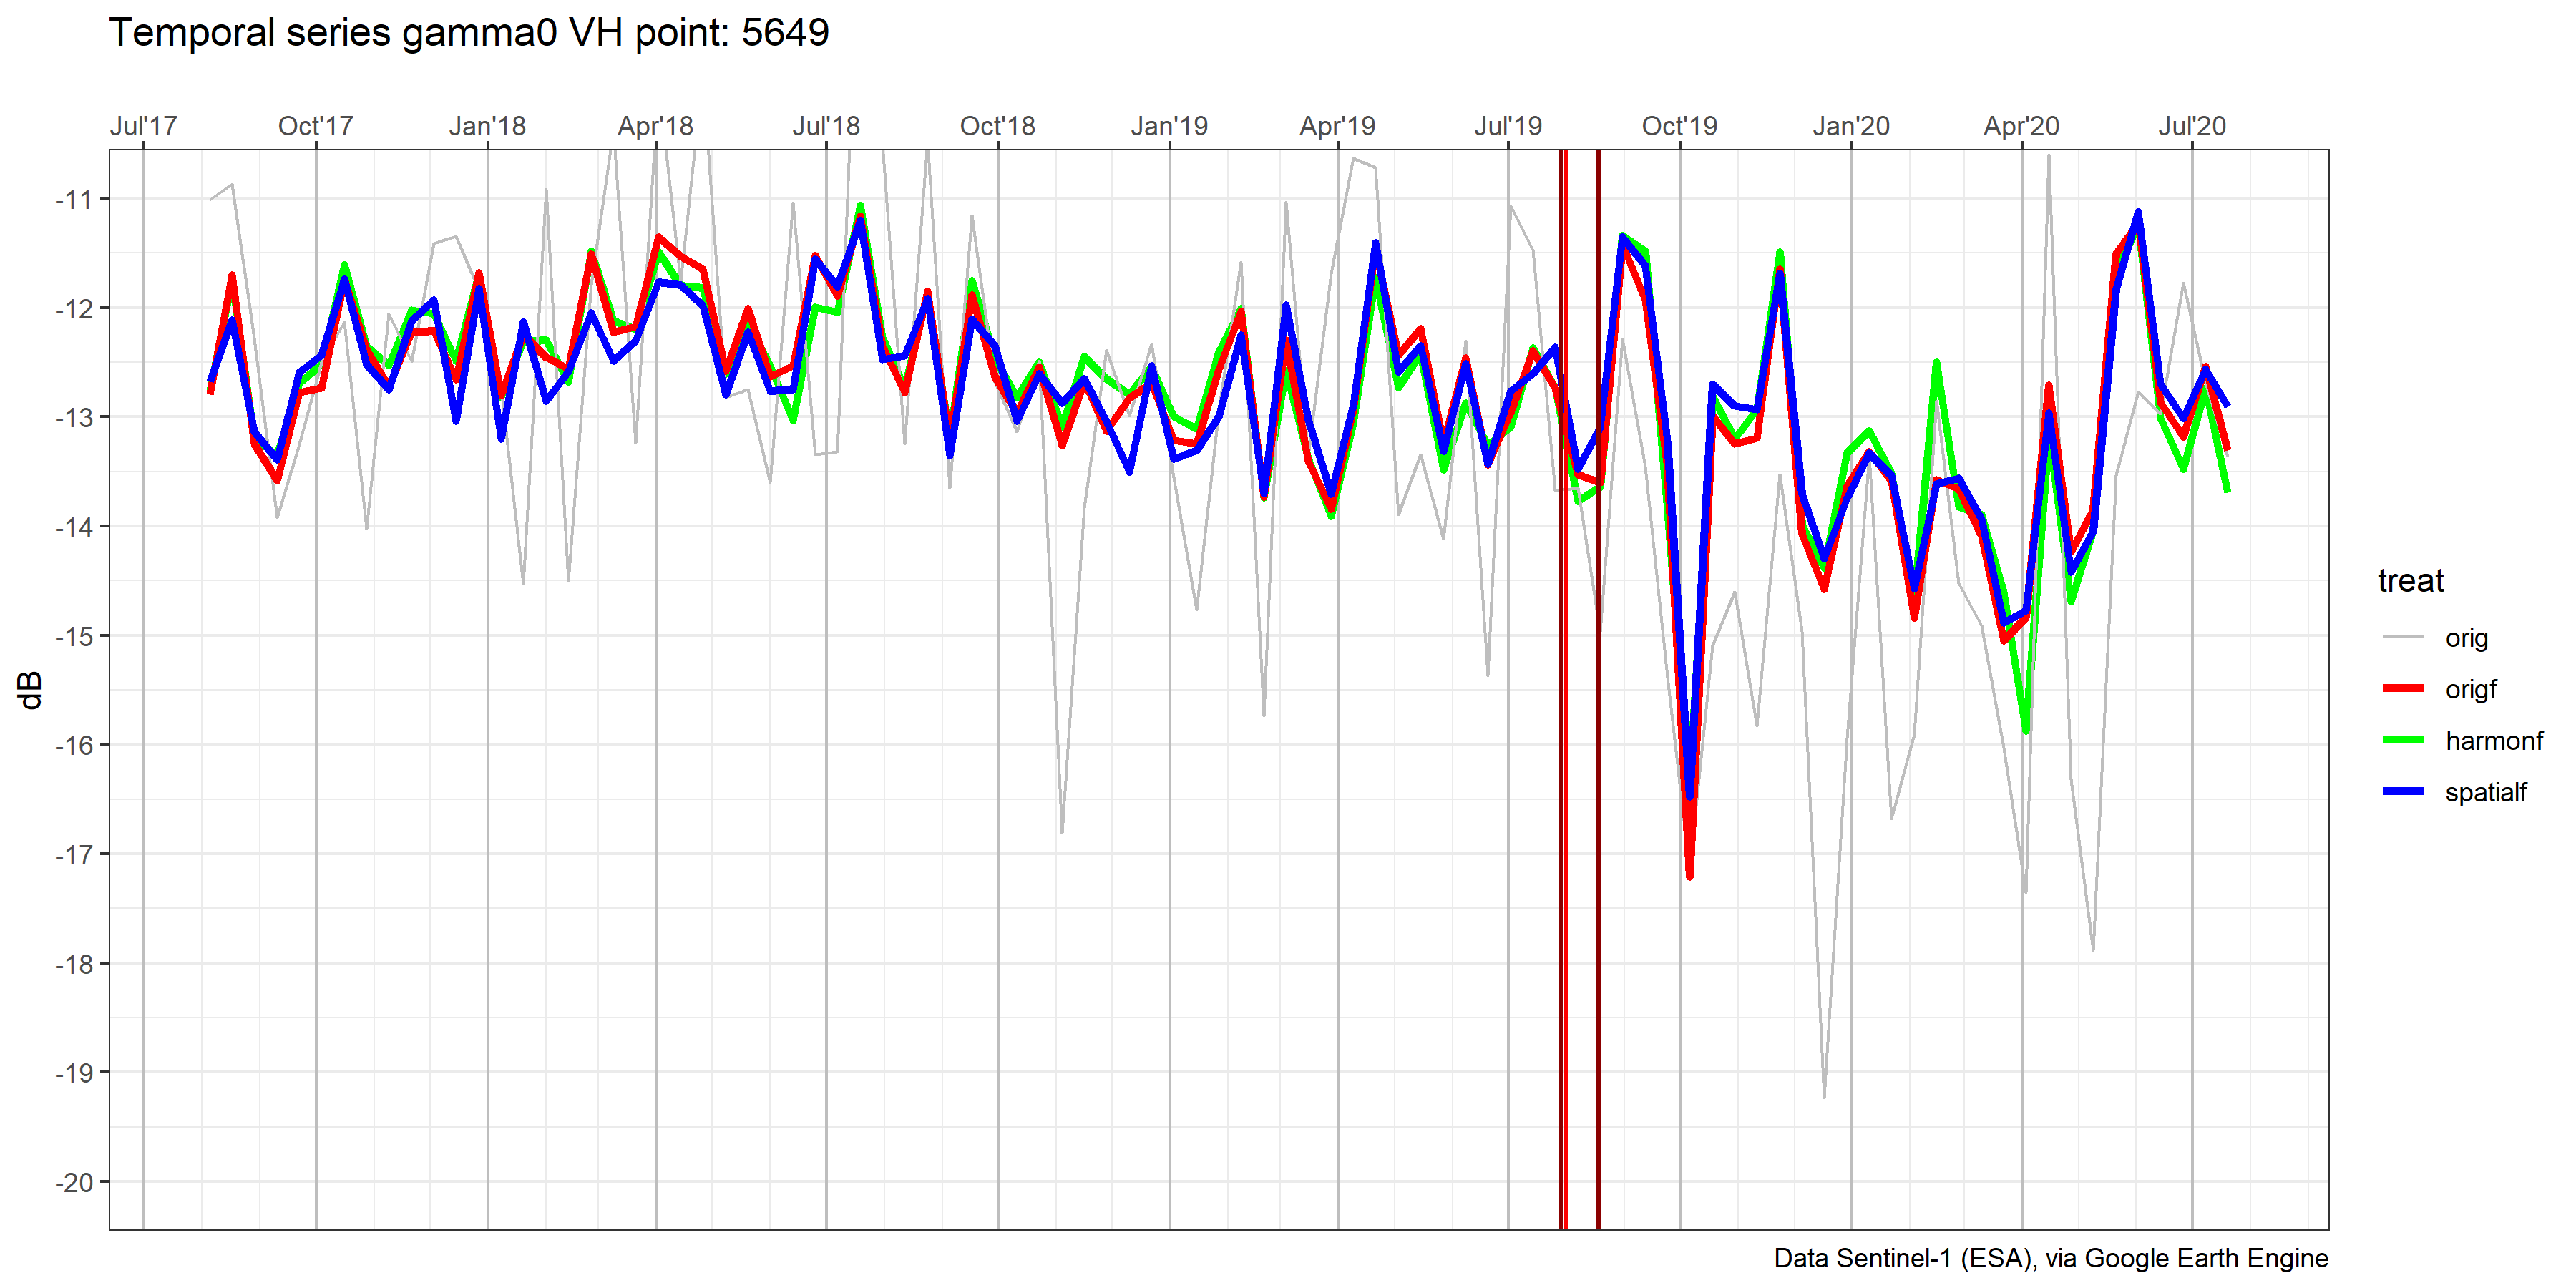 Temporal series gamma0 VH point: 5649
Jul'17 Oct'17 Jan'18 Apr'18 Jul'18 Oct'18 Jan'19 Apr'19 Jul'19 Oct'19 Jan'20 Apr'20 Jul'20
-11
-12
-13
-14
-15
-16
-17
-18
-19
-20
dB
treat
orig
origf
harmonf
spatialf
Data Sentinel-1 (ESA), via Google Earth Engine